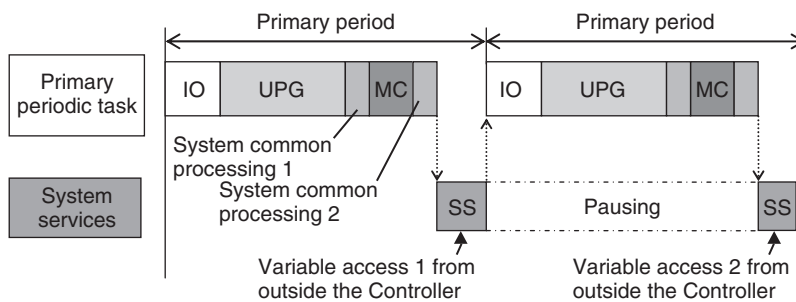 Primary period
Primary period
Primary
periodic task
IO
UPG
MC
IO
UPG
MC
System common
processing 1
System common
processing 2
System
services
SS
Pausing
SS
Variable access 1 from
outside the Controller
Variable access 2 from
outside the Controller